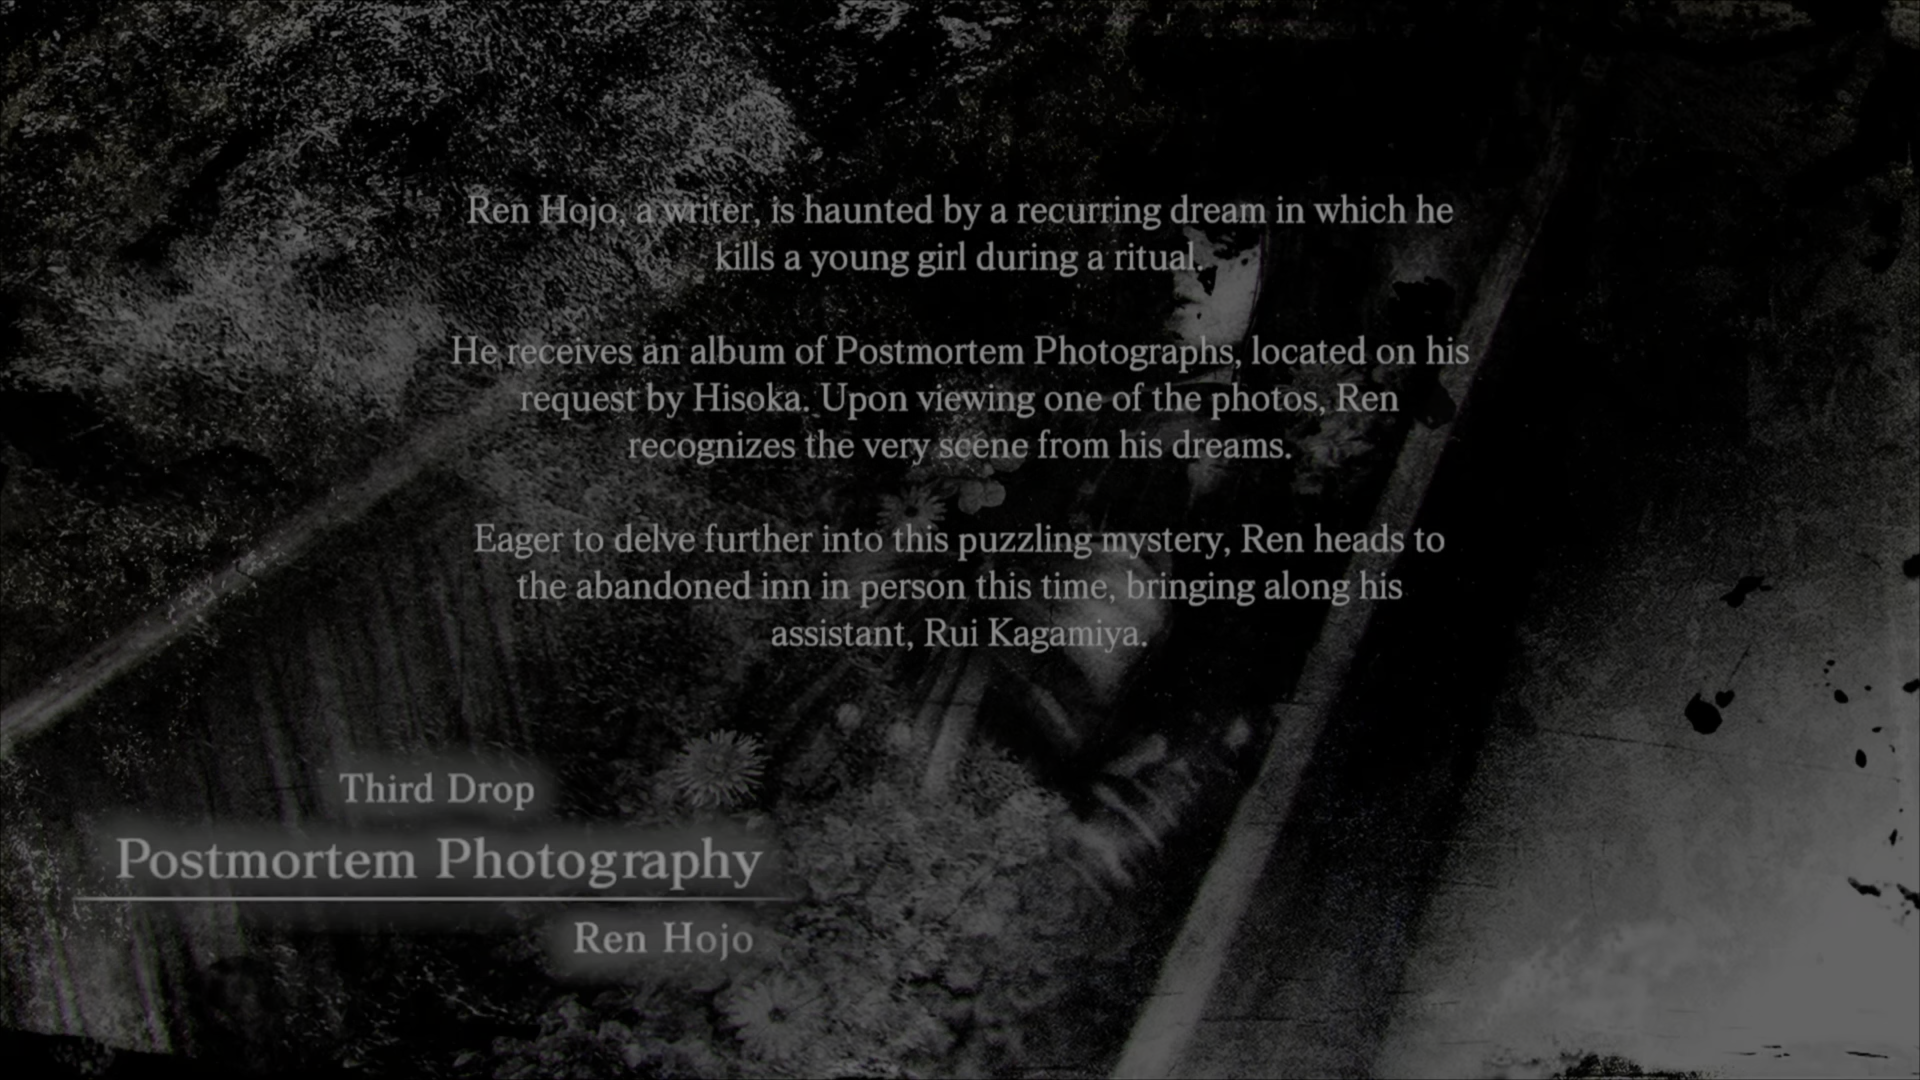 Ren Hojo, a writer, is haunted by a recurring dream in which he
kills a young girl during a ritual.
He receives an album of Postmortem Photographs, located on his
request by Hisoka. Upon viewing one of the photos, Ren
recognizes the very scene from his dreams.
Eager to delve further into this puzzling mystery, Ren heads to
the abandoned inn in person this time, bringing along his
assistant, Rui Kagamiya.
Third Drop
Postmortem Photography
Ren Hojo